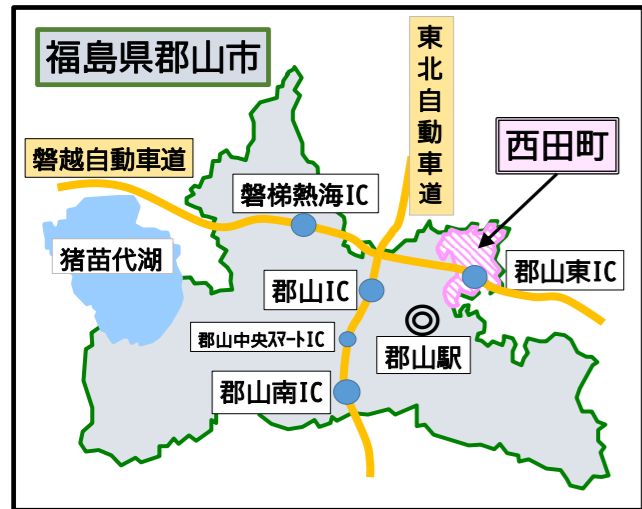 福島県郡山市
東北自動車道
西田町
磐越自動車道
磐梯熱海IC
猪苗代湖
郡山東IC
郡山IC
郡山中央スマートIC
郡山駅
郡山南IC